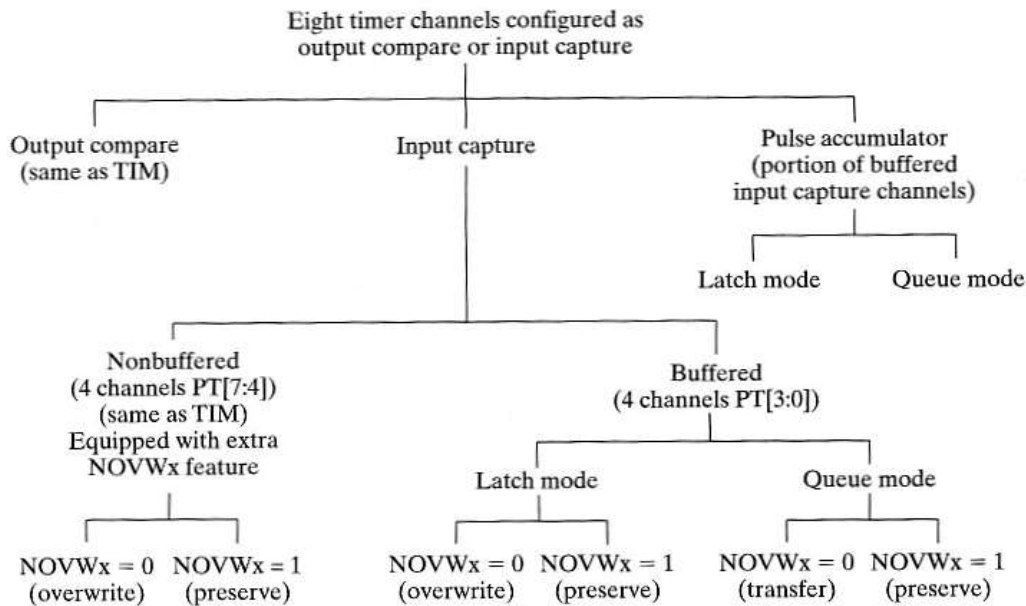 Eight timer channels configured as
output compare or input capture
Output compare
(same as TIM)
Input capture
Pulse accumulator
(portion of buffered
input capture channels)
Latch mode
Queue mode
Nonbuffered
(4 channels PT[7:4])
(same as TIM)
Equipped with extra
NOVWx feature
Buffered
(4 channels PT[3:0])
Latch mode
Queue mode
NOVWx = 0
(overwrite)
NOVWx = 1
(preserve)
NOVWx = 0
(overwrite)
NOVWx = 1
(preserve)
NOVWx = 0
(transfer)
NOVWx = 1
(preserve)